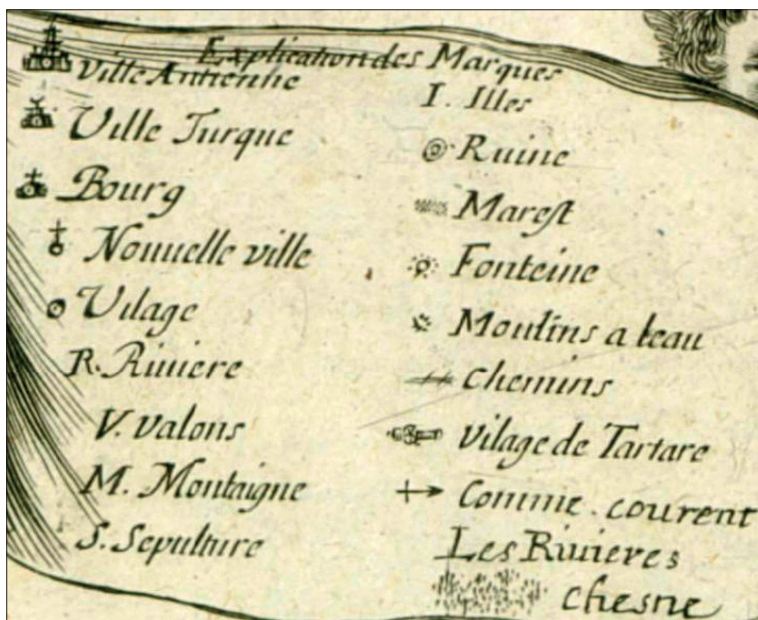 Explication des Marques
Ville Antienne
Ville Turque
Bourg
Nouuelle ville
Vilage
R. Riuiere
V. valons
M. Montaigne
S. Sepulture
I. Illes
Ruine
Marest
Fonteine
Moulins a leau
Chemins
Vilage de Tartare
Comme courent
Les Riuieres
Chesne